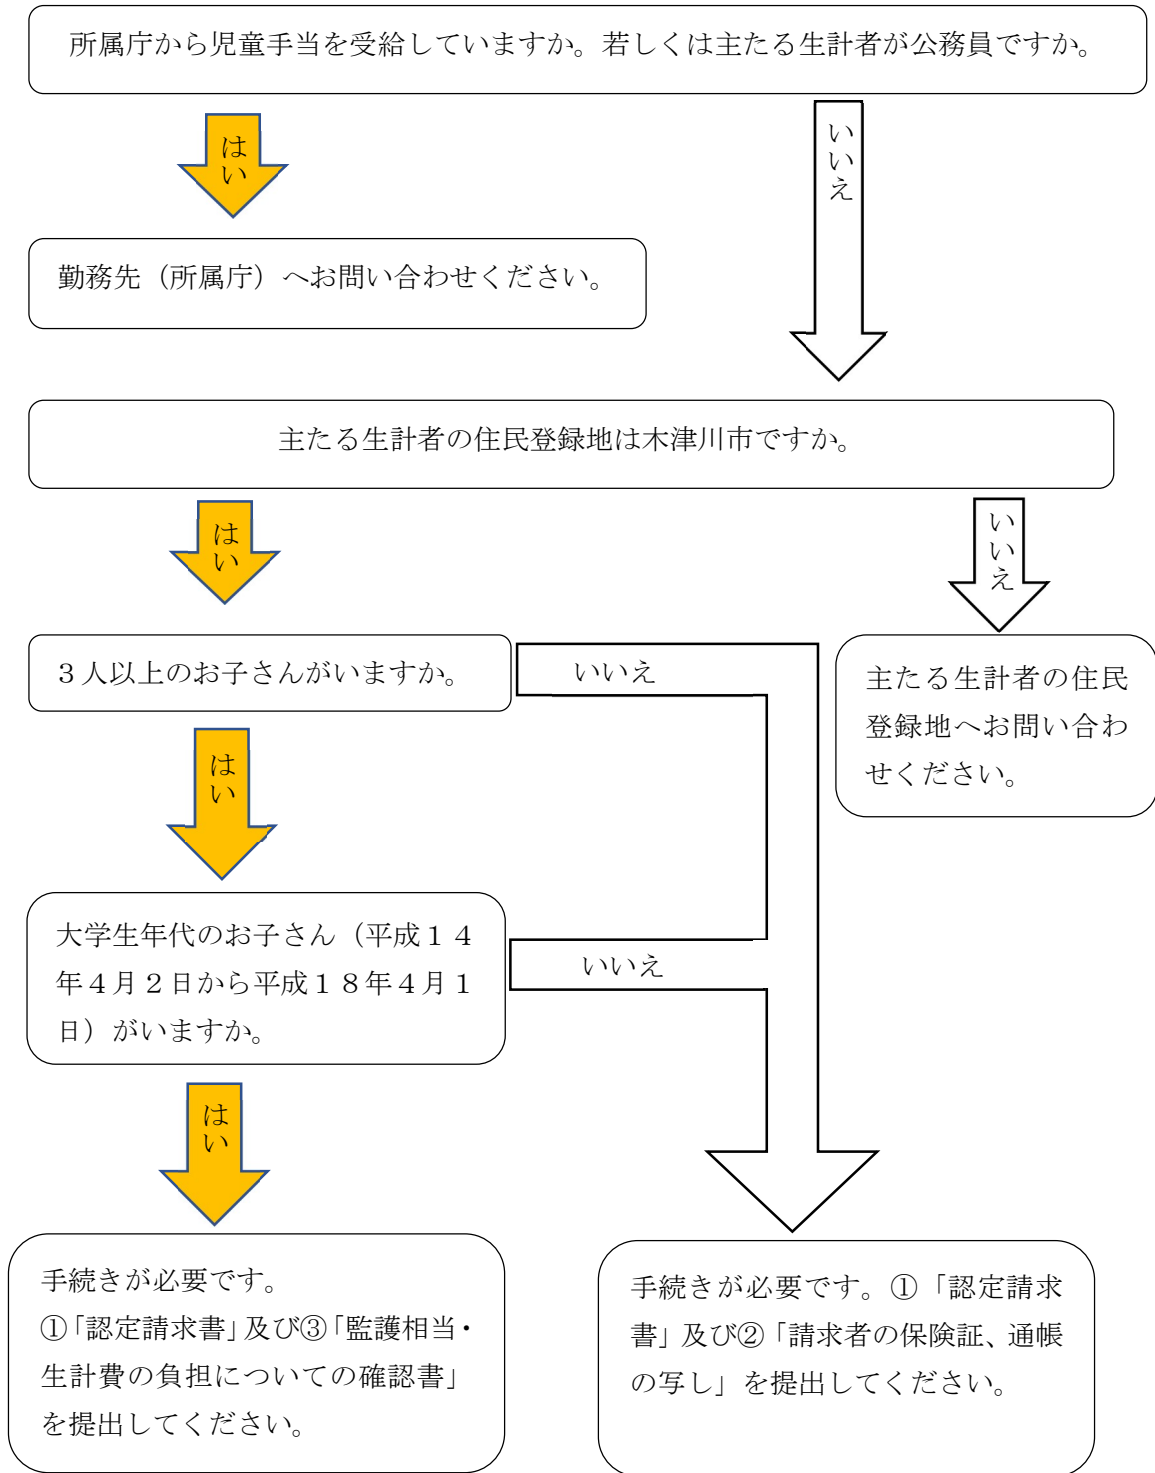 所属庁から児童手当を受給していますか。若しくは主たる生計者が公務員ですか。
はい
いいえ
勤務先（所属庁）へお問い合わせください。
主たる生計者の住民登録地は木津川市ですか。
はい
いいえ
３人以上のお子さんがいますか。
いいえ
主たる生計者の住民
登録地へお問い合わ
せください。
はい
大学生年代のお子さん（平成１４
年４月２日から平成１８年４月１
日）がいますか。
いいえ
はい
手続きが必要です。
①「認定請求書」及び③「監護相当・
生計費の負担についての確認書」
を提出してください。
手続きが必要です。①「認定請求
書」及び②「請求者の保険証、通帳
の写し」を提出してください。